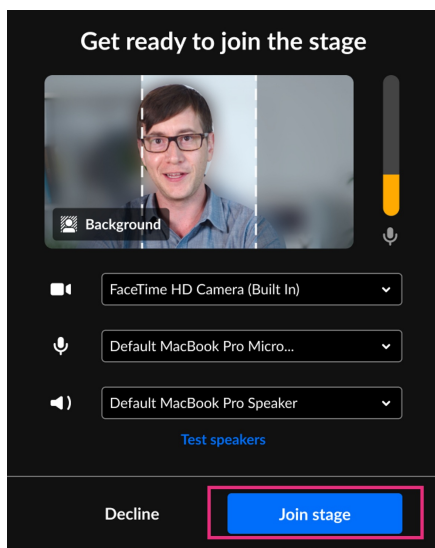 Get ready to join the stage
Background
FaceTime HD Camera (Built In)
Default MacBook Pro Micro...
Default MacBook Pro Speaker
Test speakers
Decline
Join stage